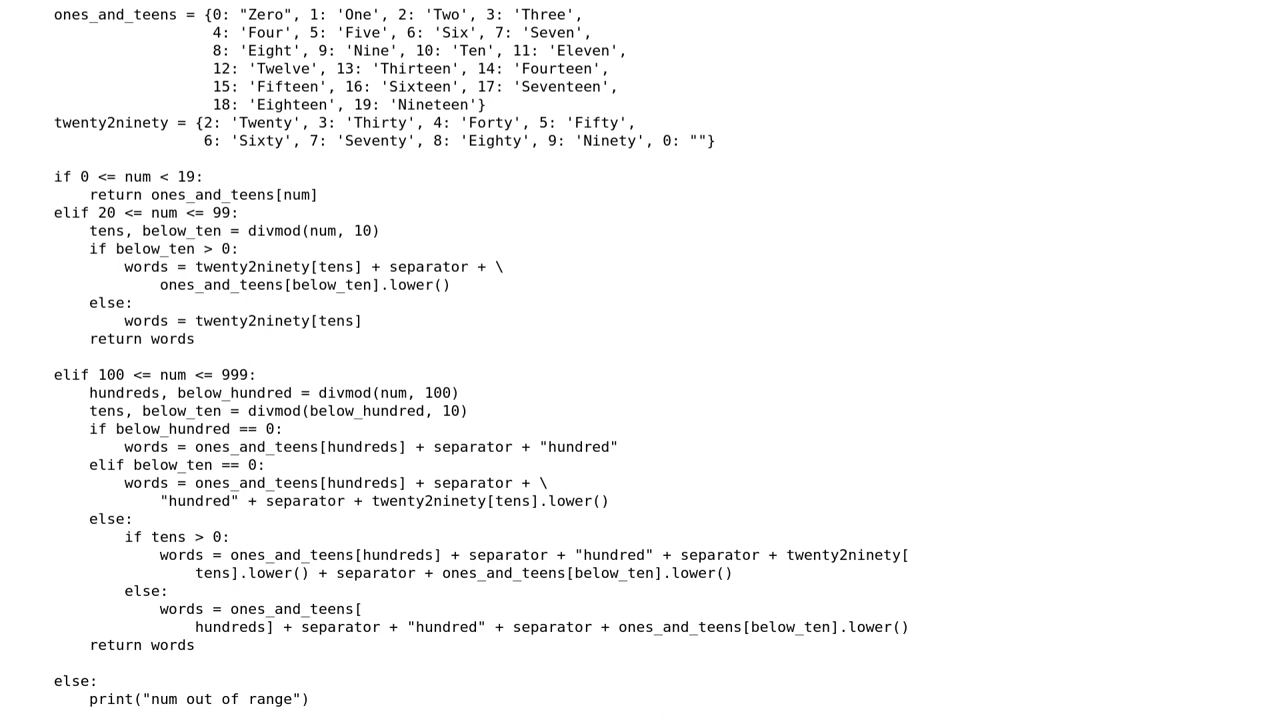 ones_and_teens = {0: "Zero", 1: 'One', 2: 'Two', 3: 'Three',
                  4: 'Four', 5: 'Five', 6: 'Six', 7: 'Seven',
                  8: 'Eight', 9: 'Nine', 10: 'Ten', 11: 'Eleven',
                  12: 'Twelve', 13: 'Thirteen', 14: 'Fourteen',
                  15: 'Fifteen', 16: 'Sixteen', 17: 'Seventeen',
                  18: 'Eighteen', 19: 'Nineteen'}
twenty2ninety = {2: 'Twenty', 3: 'Thirty', 4: 'Forty', 5: 'Fifty',
                 6: 'Sixty', 7: 'Seventy', 8: 'Eighty', 9: 'Ninety', 0: ""}

if 0 <= num < 19:
    return ones_and_teens[num]
elif 20 <= num <= 99:
    tens, below_ten = divmod(num, 10)
    if below_ten > 0:
        words = twenty2ninety[tens] + separator + \
            ones_and_teens[below_ten].lower()
    else:
        words = twenty2ninety[tens]
    return words

elif 100 <= num <= 999:
    hundreds, below_hundred = divmod(num, 100)
    tens, below_ten = divmod(below_hundred, 10)
    if below_hundred == 0:
        words = ones_and_teens[hundreds] + separator + "hundred"
    elif below_ten == 0:
        words = ones_and_teens[hundreds] + separator + \
            "hundred" + separator + twenty2ninety[tens].lower()
    else:
        if tens > 0:
            words = ones_and_teens[hundreds] + separator + "hundred" + separator + twenty2ninety[
                tens].lower() + separator + ones_and_teens[below_ten].lower()
        else:
            words = ones_and_teens[
                hundreds] + separator + "hundred" + separator + ones_and_teens[below_ten].lower()
    return words

else:
    print("num out of range")